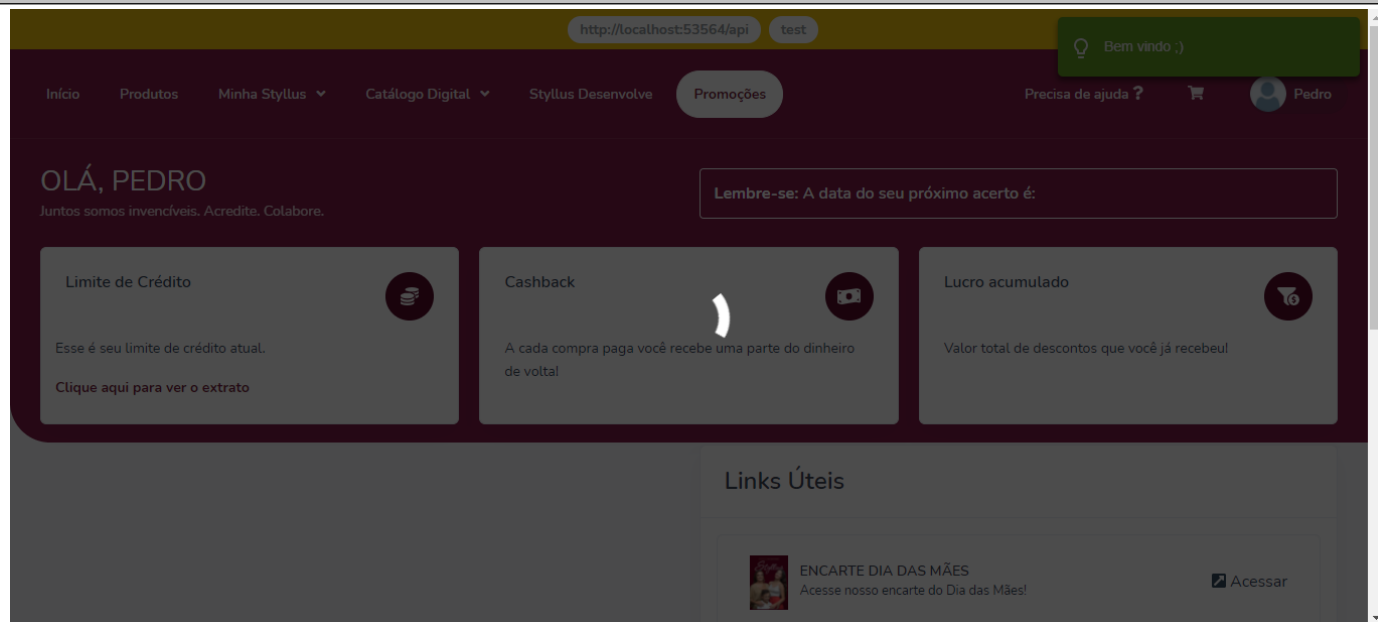 http://localhost:53564/api test
Bem vindo ;)
Início Produtos Minha Styllus Catálogo Digital Styllus Desenvolve Promoções Precisa de ajuda ? Pedro
OLÁ, PEDRO
Juntos somos invencíveis. Acredite. Colabore.
Lembre-se: A data do seu próximo acerto é:
Limite de Crédito
Esse é seu limite de crédito atual.
Clique aqui para ver o extrato
Cashback
A cada compra paga você recebe uma parte do dinheiro
de volta!
Lucro acumulado
Valor total de descontos que você já recebeu!
Links Úteis
ENCARTE DIA DAS MÃES
Acesse nosso encarte do Dia das Mães!
Acessar